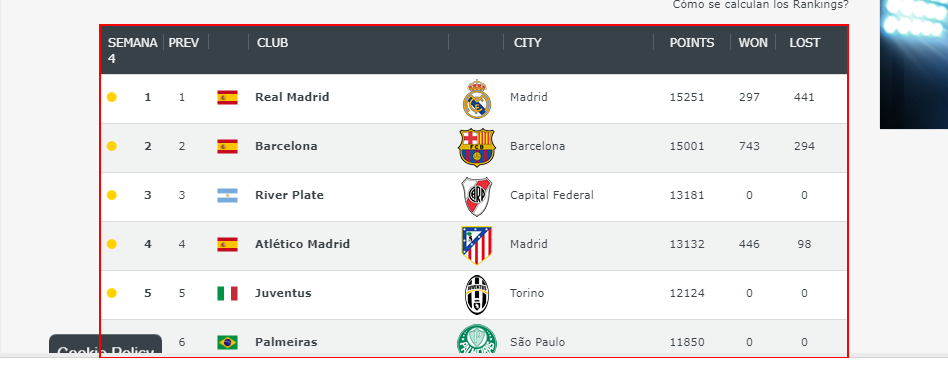 Cómo se calculan los Rankings?
SEMANA 4 PREV CLUB CITY POINTS WON LOST
1 1 Real Madrid Madrid 15251 297 441
2 2 Barcelona Barcelona 15001 743 294
3 3 River Plate Capital Federal 13181 0 0
4 4 Atlético Madrid Madrid 13132 446 98
5 5 Juventus Torino 12124 0 0
6 Palmeiras São Paulo 11850 0 0
Cookie Policy